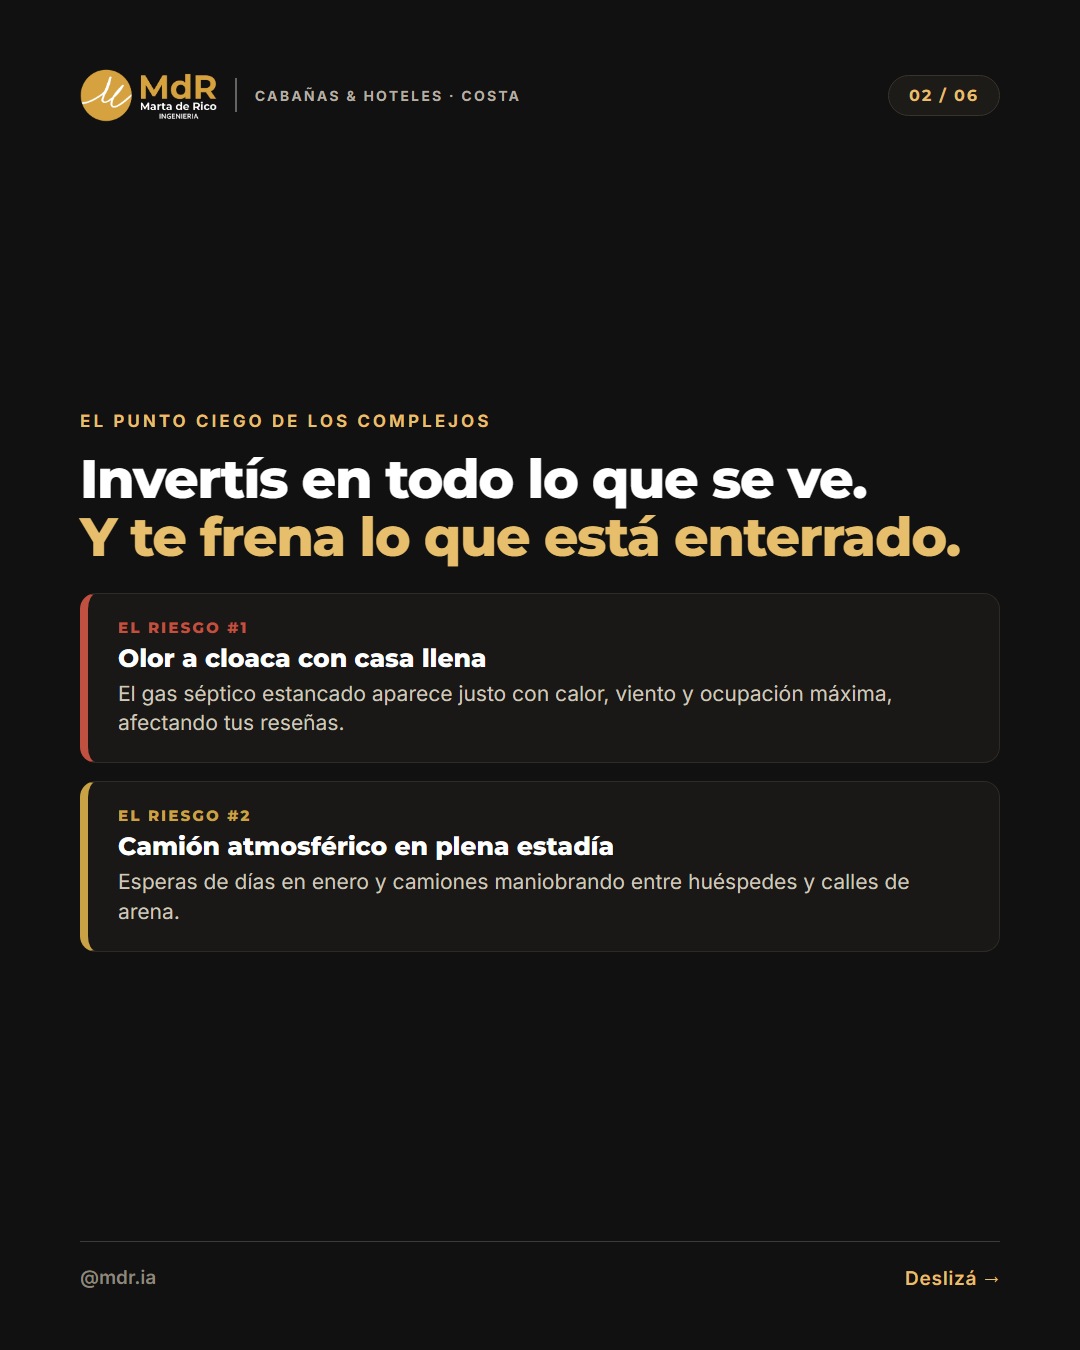 MdR
Marta de Rico
INGENIERIA
CABAÑAS & HOTELES · COSTA
02 / 06
EL PUNTO CIEGO DE LOS COMPLEJOS
Invertís en todo lo que se ve.
Y te frena lo que está enterrado.
EL RIESGO #1
Olor a cloaca con casa llena
El gas séptico estancado aparece justo con calor, viento y ocupación máxima,
afectando tus reseñas.
EL RIESGO #2
Camión atmosférico en plena estadía
Esperas de días en enero y camiones maniobrando entre huéspedes y calles de
arena.
@mdr.ia
Deslizá →